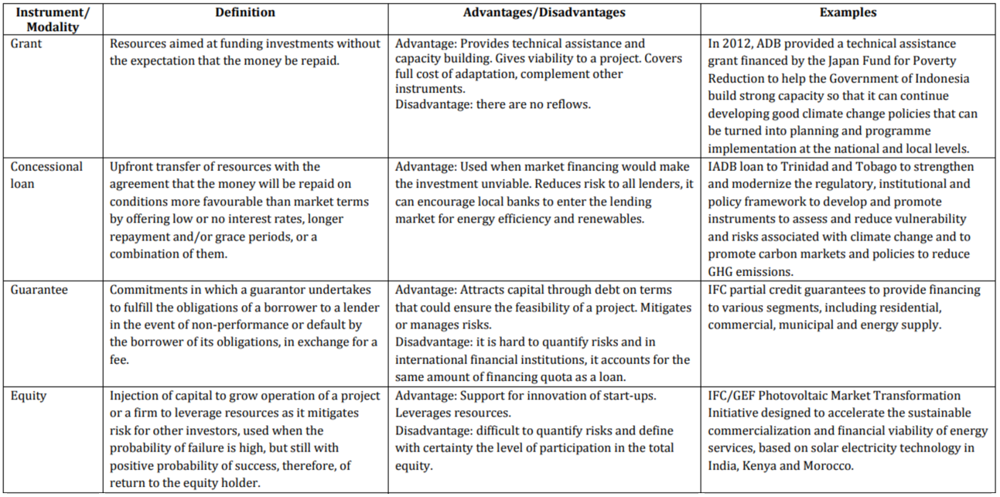 Instrument/
Modality
Definition
Advantages/Disadvantages
Examples
Grant
Resources aimed at funding investments without
the expectation that the money be repaid.
Advantage: Provides technical assistance and
capacity building. Gives viability to a project. Covers
full cost of adaptation, complement other
instruments.
Disadvantage: there are no reflows.
In 2012, ADB provided a technical assistance
grant financed by the Japan Fund for Poverty
Reduction to help the Government of Indonesia
build strong capacity so that it can continue
developing good climate change policies that can
be turned into planning and programme
implementation at the national and local levels.
Concessional
loan
Upfront transfer of resources with the
agreement that the money will be repaid on
conditions more favourable than market terms
by offering low or no interest rates, longer
repayment and/or grace periods, or a
combination of them.
Advantage: Used when market financing would make
the investment unviable. Reduces risk to all lenders, it
can encourage local banks to enter the lending
market for energy efficiency and renewables.
IADB loan to Trinidad and Tobago to strengthen
and modernize the regulatory, institutional and
policy framework to develop and promote
instruments to assess and reduce vulnerability
and risks associated with climate change and to
promote carbon markets and policies to reduce
GHG emissions.
Guarantee
Commitments in which a guarantor undertakes
to fulfill the obligations of a borrower to a lender
in the event of non-performance or default by
the borrower of its obligations, in exchange for a
fee.
Advantage: Attracts capital through debt on terms
that could ensure the feasibility of a project. Mitigates
or manages risks.
Disadvantage: it is hard to quantify risks and in
international financial institutions, it accounts for the
same amount of financing quota as a loan.
IFC partial credit guarantees to provide financing
to various segments, including residential,
commercial, municipal and energy supply.
Equity
Injection of capital to grow operation of a project
or a firm to leverage resources as it mitigates
risk for other investors, used when the
probability of failure is high, but still with
positive probability of success, therefore, of
return to the equity holder.
Advantage: Support for innovation of start-ups.
Leverages resources.
Disadvantage: difficult to quantify risks and define
with certainty the level of participation in the total
equity.
IFC/GEF Photovoltaic Market Transformation
Initiative designed to accelerate the sustainable
commercialization and financial viability of energy
services, based on solar electricity technology in
India, Kenya and Morocco.